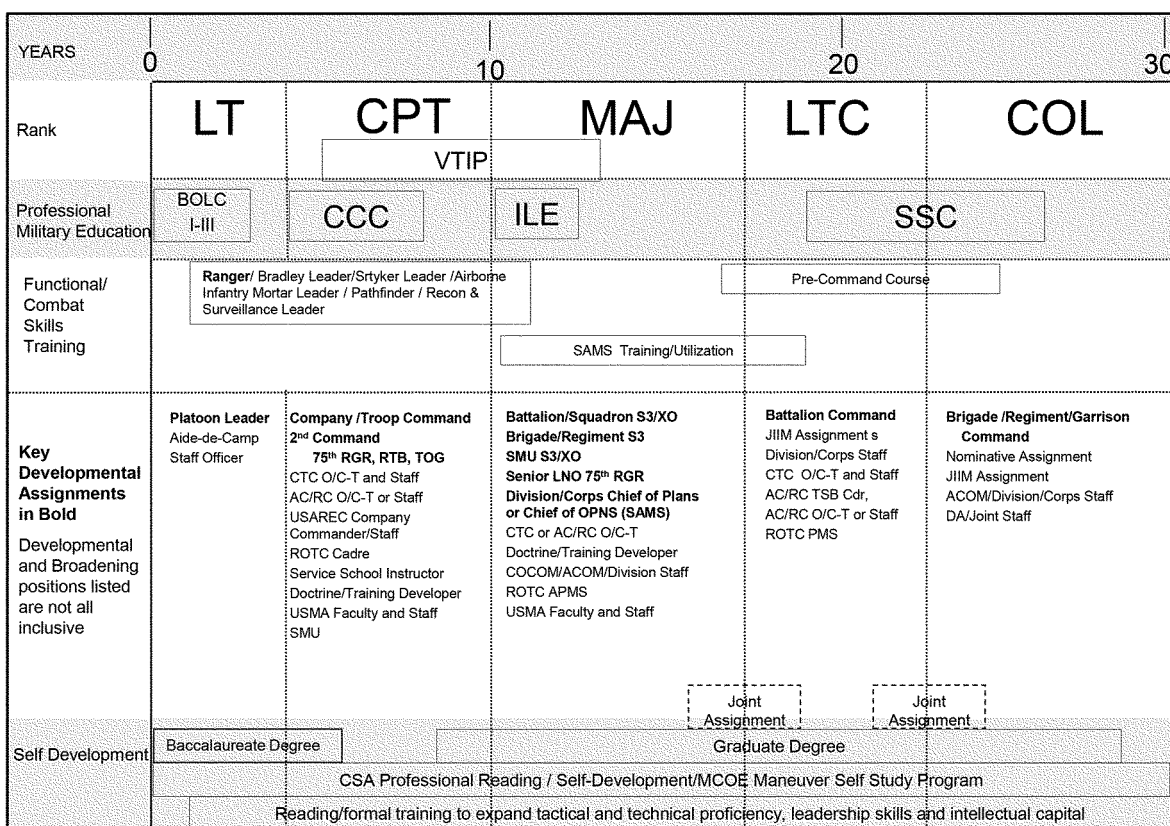 YEARS
0
10
20
30
Rank
LT
CPT
MAJ
LTC
COL
VTIP
Professional
Military Education
BOLC
I-III
CCC
ILE
SSC
Functional/
Combat
Skills
Training
Ranger/ Bradley Leader/Srtyker Leader /Airborne
Infantry Mortar Leader / Pathfinder / Recon &
Surveillance Leader
Pre-Command Course
SAMS Training/Utilization
Key
Developmental
Assignments
in Bold
Developmental
and Broadening
positions listed
are not all
inclusive
Platoon Leader
Aide-de-Camp
Staff Officer
Company /Troop Command
2nd Command
75th RGR, RTB, TOG
CTC O/C-T and Staff
AC/RC O/C-T or Staff
USAREC Company
Commander/Staff
ROTC Cadre
Service School Instructor
Doctrine/Training Developer
USMA Faculty and Staff
SMU
Battalion/Squadron S3/XO
Brigade/Regiment S3
SMU S3/XO
Senior LNO 75th RGR
Division/Corps Chief of Plans
or Chief of OPNS (SAMS)
CTC or AC/RC O/C-T
Doctrine/Training Developer
COCOM/ACOM/Division Staff
ROTC APMS
USMA Faculty and Staff
Battalion Command
JIIM Assignment s
Division/Corps Staff
CTC O/C-T and Staff
AC/RC TSB Cdr,
AC/RC O/C-T or Staff
ROTC PMS
Brigade /Regiment/Garrison
Command
Nominative Assignment
JIIM Assignment
ACOM/Division/Corps Staff
DA/Joint Staff
Joint
Assignment
Joint
Assignment
Self Development
Baccalaureate Degree
Graduate Degree
CSA Professional Reading / Self-Development/MCOE Maneuver Self Study Program
Reading/formal training to expand tactical and technical proficiency, leadership skills and intellectual capital